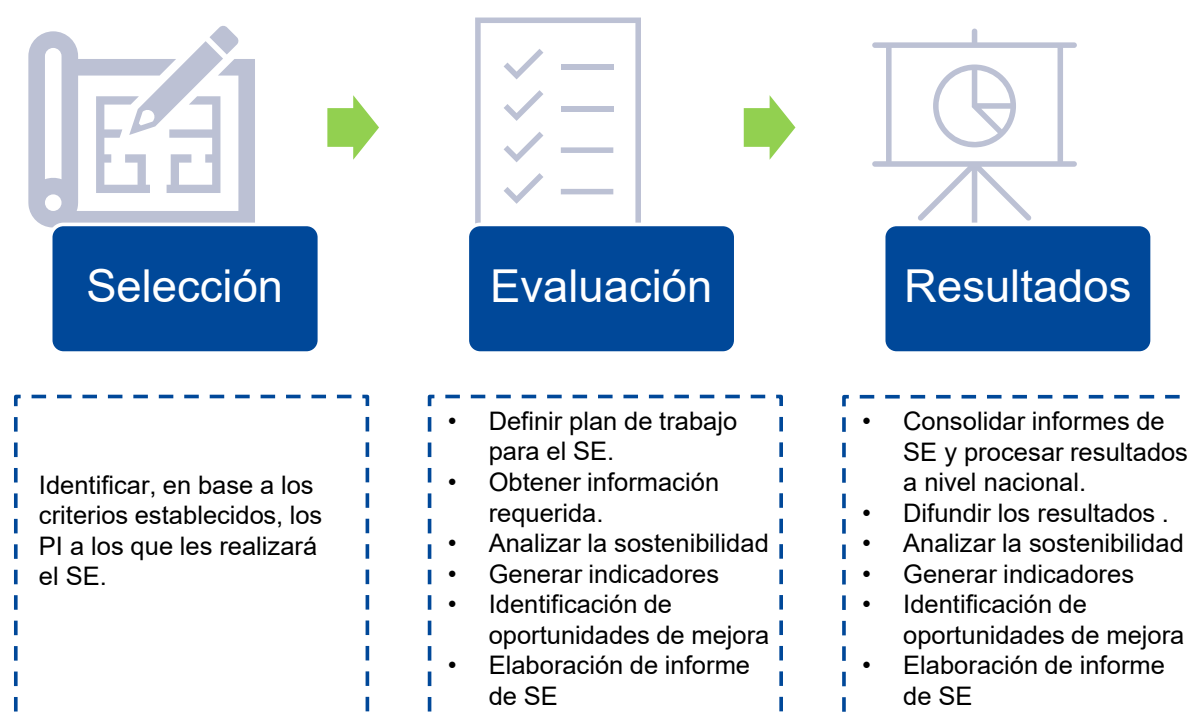 Selección
Evaluación
Resultados
Identificar, en base a los
criterios establecidos, los
PI a los que les realizará
el SE.
• Definir plan de trabajo
para el SE.
• Obtener información
requerida.
• Analizar la sostenibilidad
• Generar indicadores
• Identificación de
oportunidades de mejora
• Elaboración de informe
de SE
• Consolidar informes de
SE y procesar resultados
a nivel nacional.
• Difundir los resultados .
• Analizar la sostenibilidad
• Generar indicadores
• Identificación de
oportunidades de mejora
• Elaboración de informe
de SE